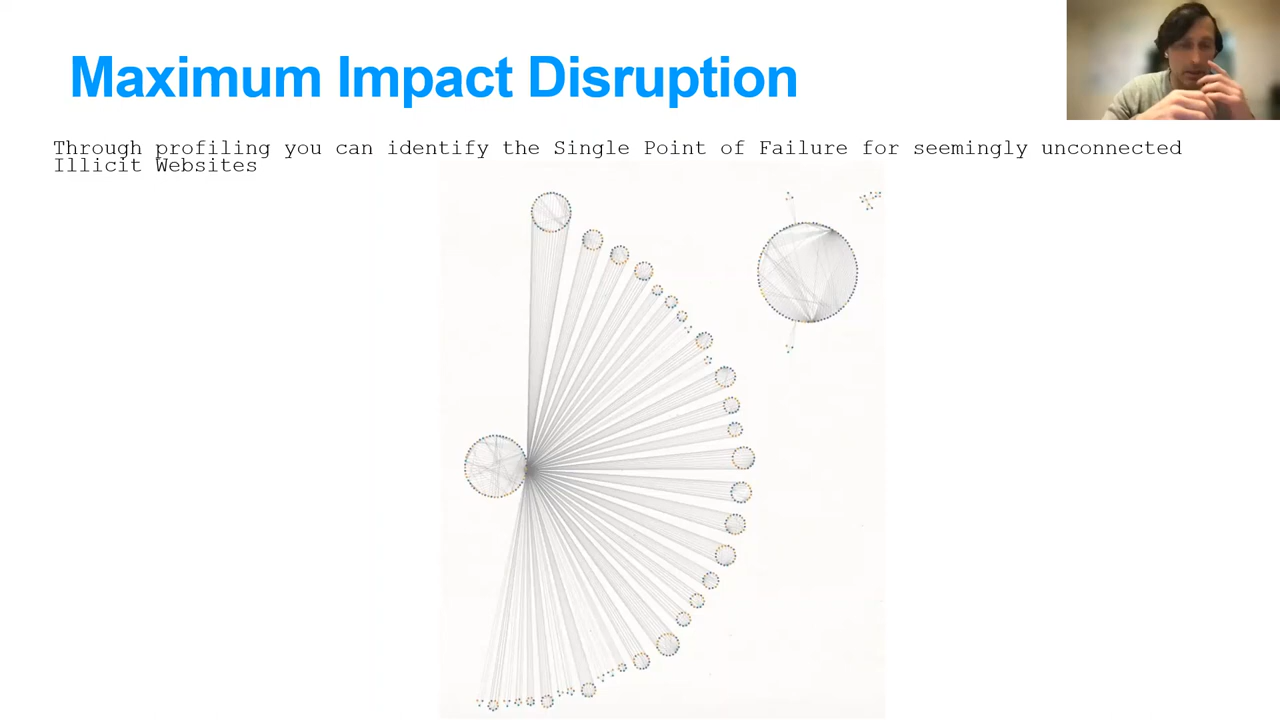 Maximum Impact Disruption
Through profiling you can identify the Single Point of Failure for seemingly unconnected
Illicit Websites